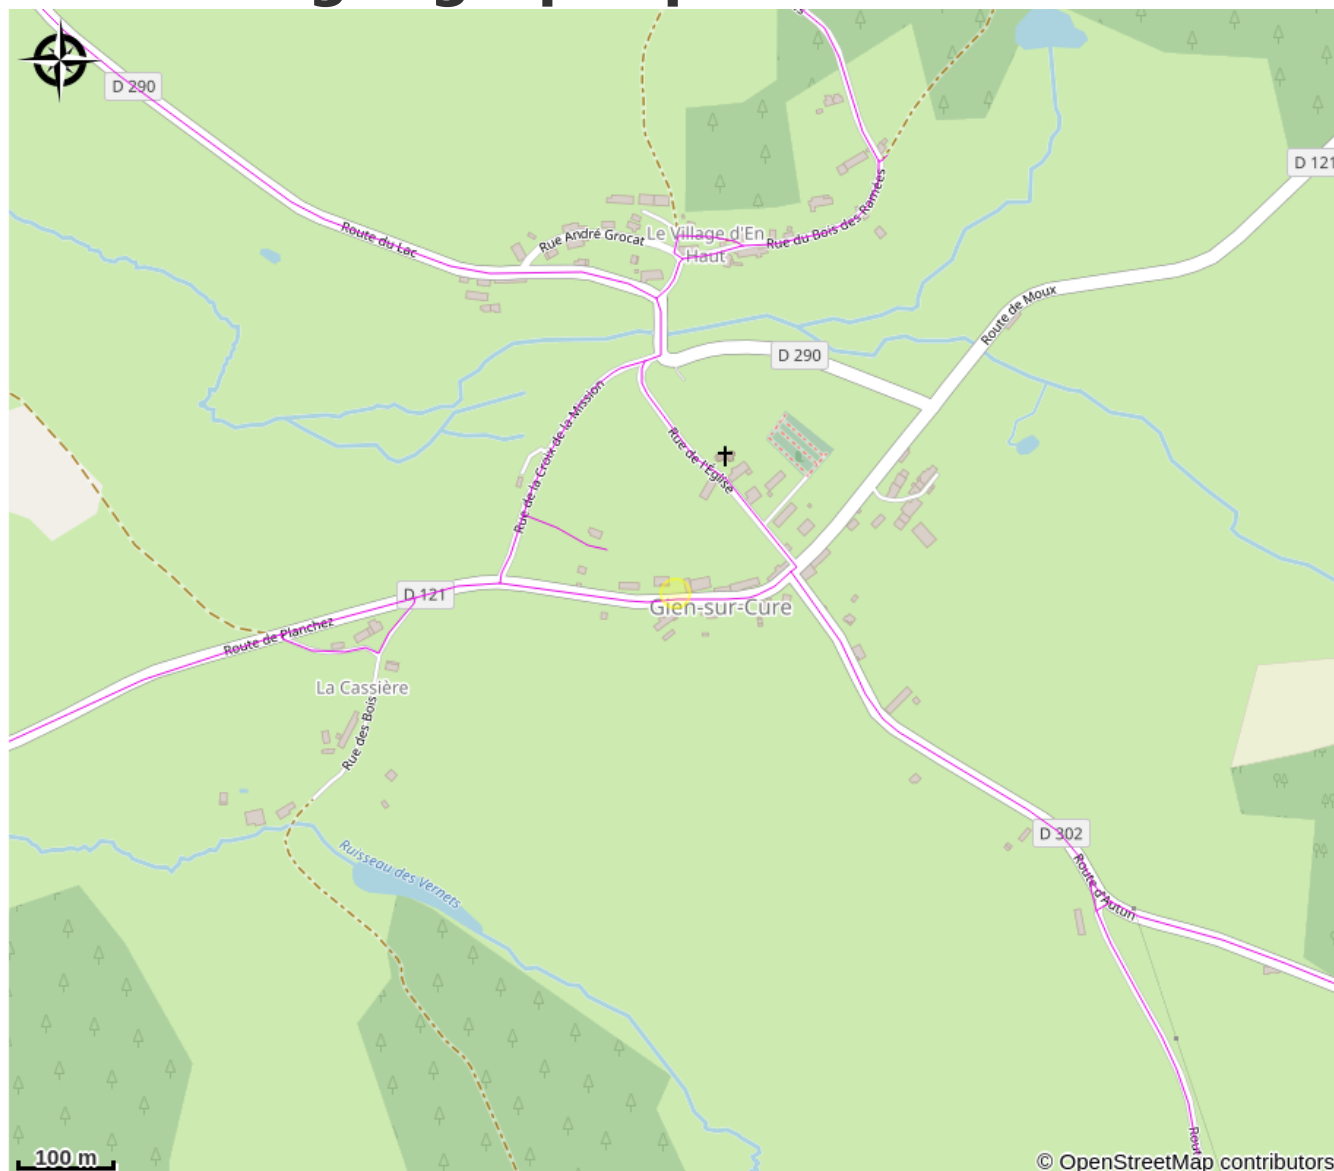 D 290
D 121
Route du Lac
Rue André Grocat
Le Village d'En
Haut
Rue du Bois des Ramées
Route de Moux
D 290
Rue de la Croix de la Mission
Rue de l'Église
D 121
Gien-sur-Cure
Route de Planchez
La Cassière
Rue des Bois
D 302
Ruisseau des Vernets
Route d'Autun
Rout
100 m
© OpenStreetMap contributors